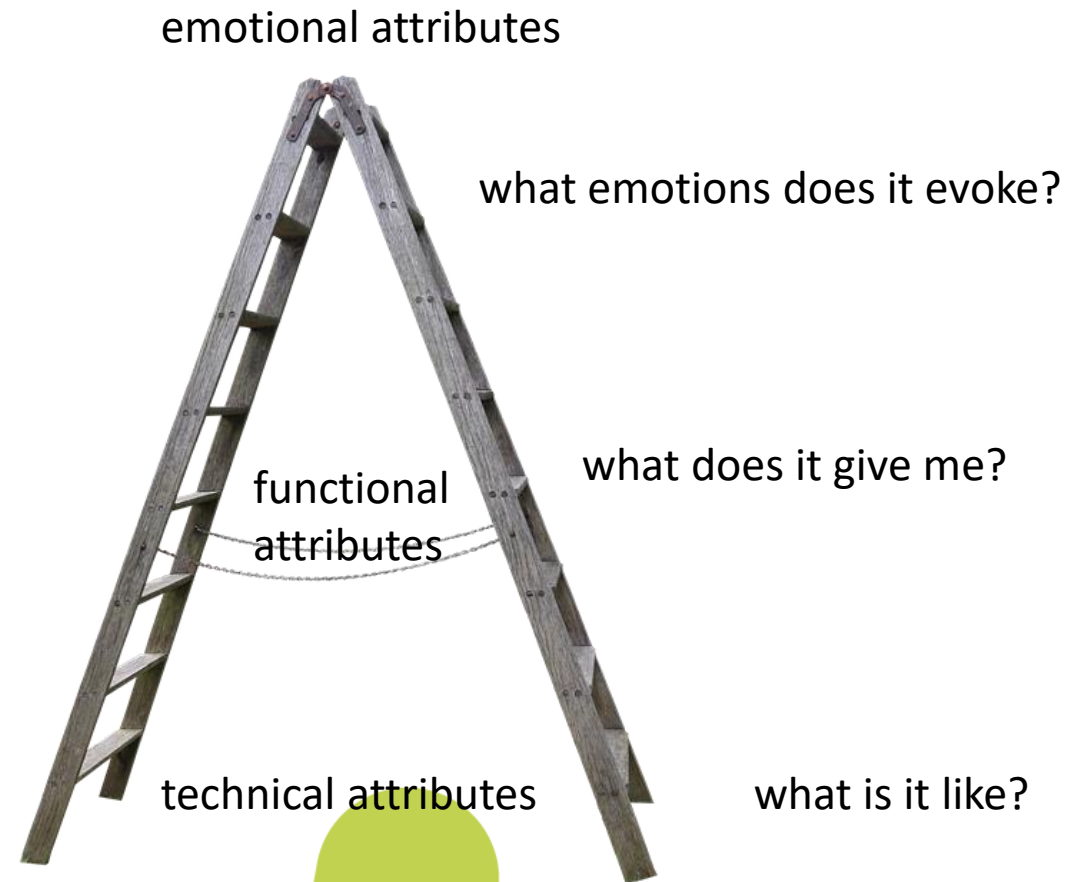 emotional attributes
what emotions does it evoke?
what does it give me?
functional
attributes
technical attributes
what is it like?